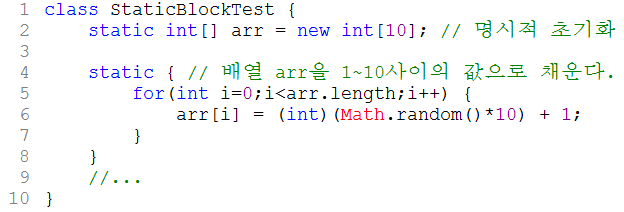 1 class StaticBlockTest {
2     static int[] arr = new int[10]; // 명시적 초기화
3
4     static { // 배열 arr을 1~10사이의 값으로 채운다.
5         for(int i=0;i<arr.length;i++) {
6             arr[i] = (int)(Math.random()*10) + 1;
7         }
8     }
9     //...
10 }